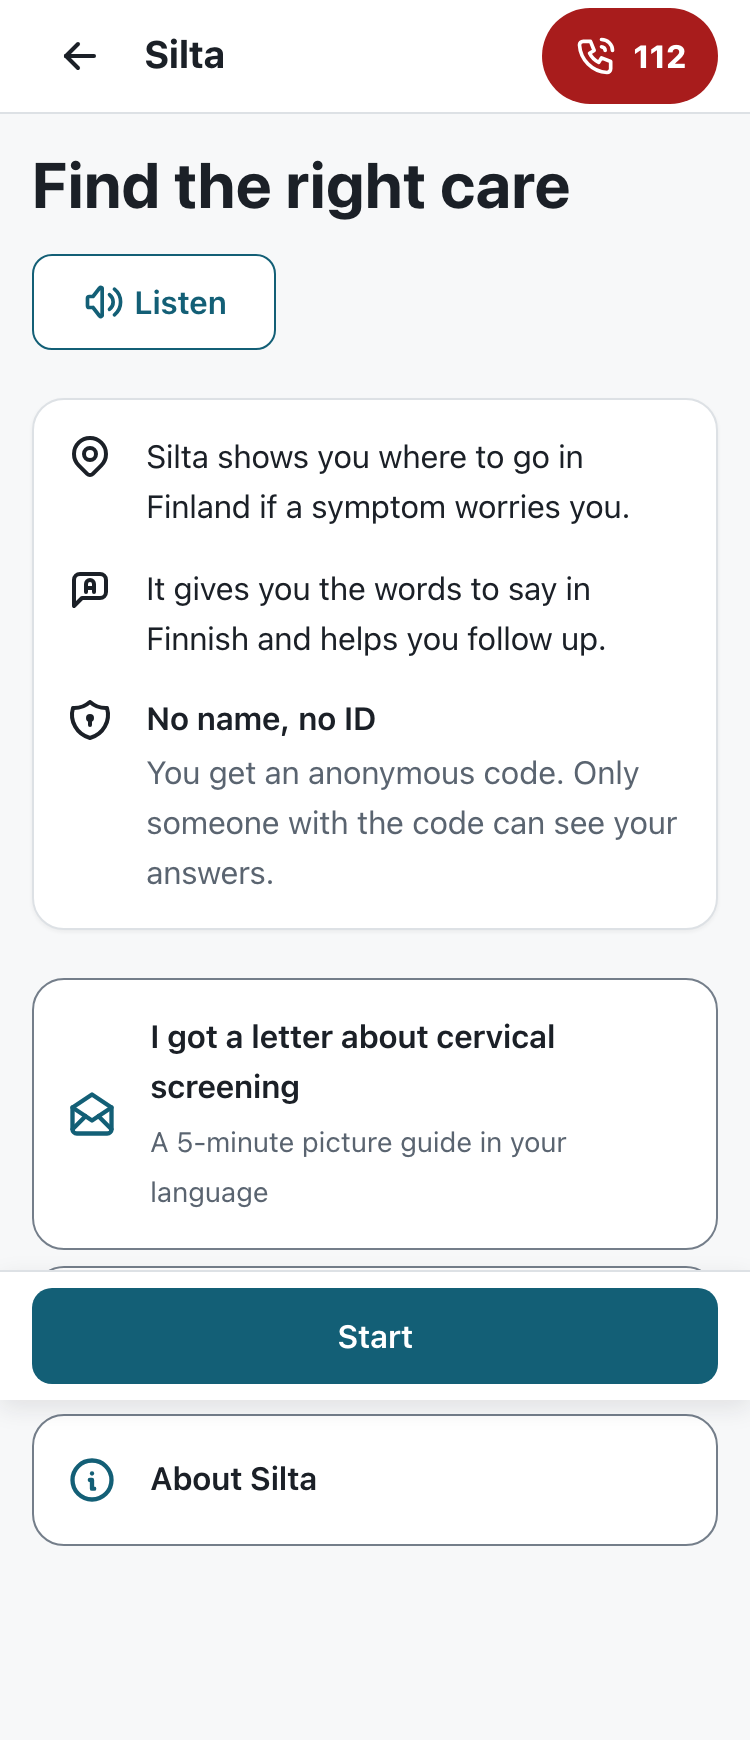 Silta
112
Find the right care
Listen
Silta shows you where to go in
Finland if a symptom worries you.
It gives you the words to say in
Finnish and helps you follow up.
No name, no ID
You get an anonymous code. Only
someone with the code can see your
answers.
I got a letter about cervical
screening
A 5-minute picture guide in your
language
Start
About Silta